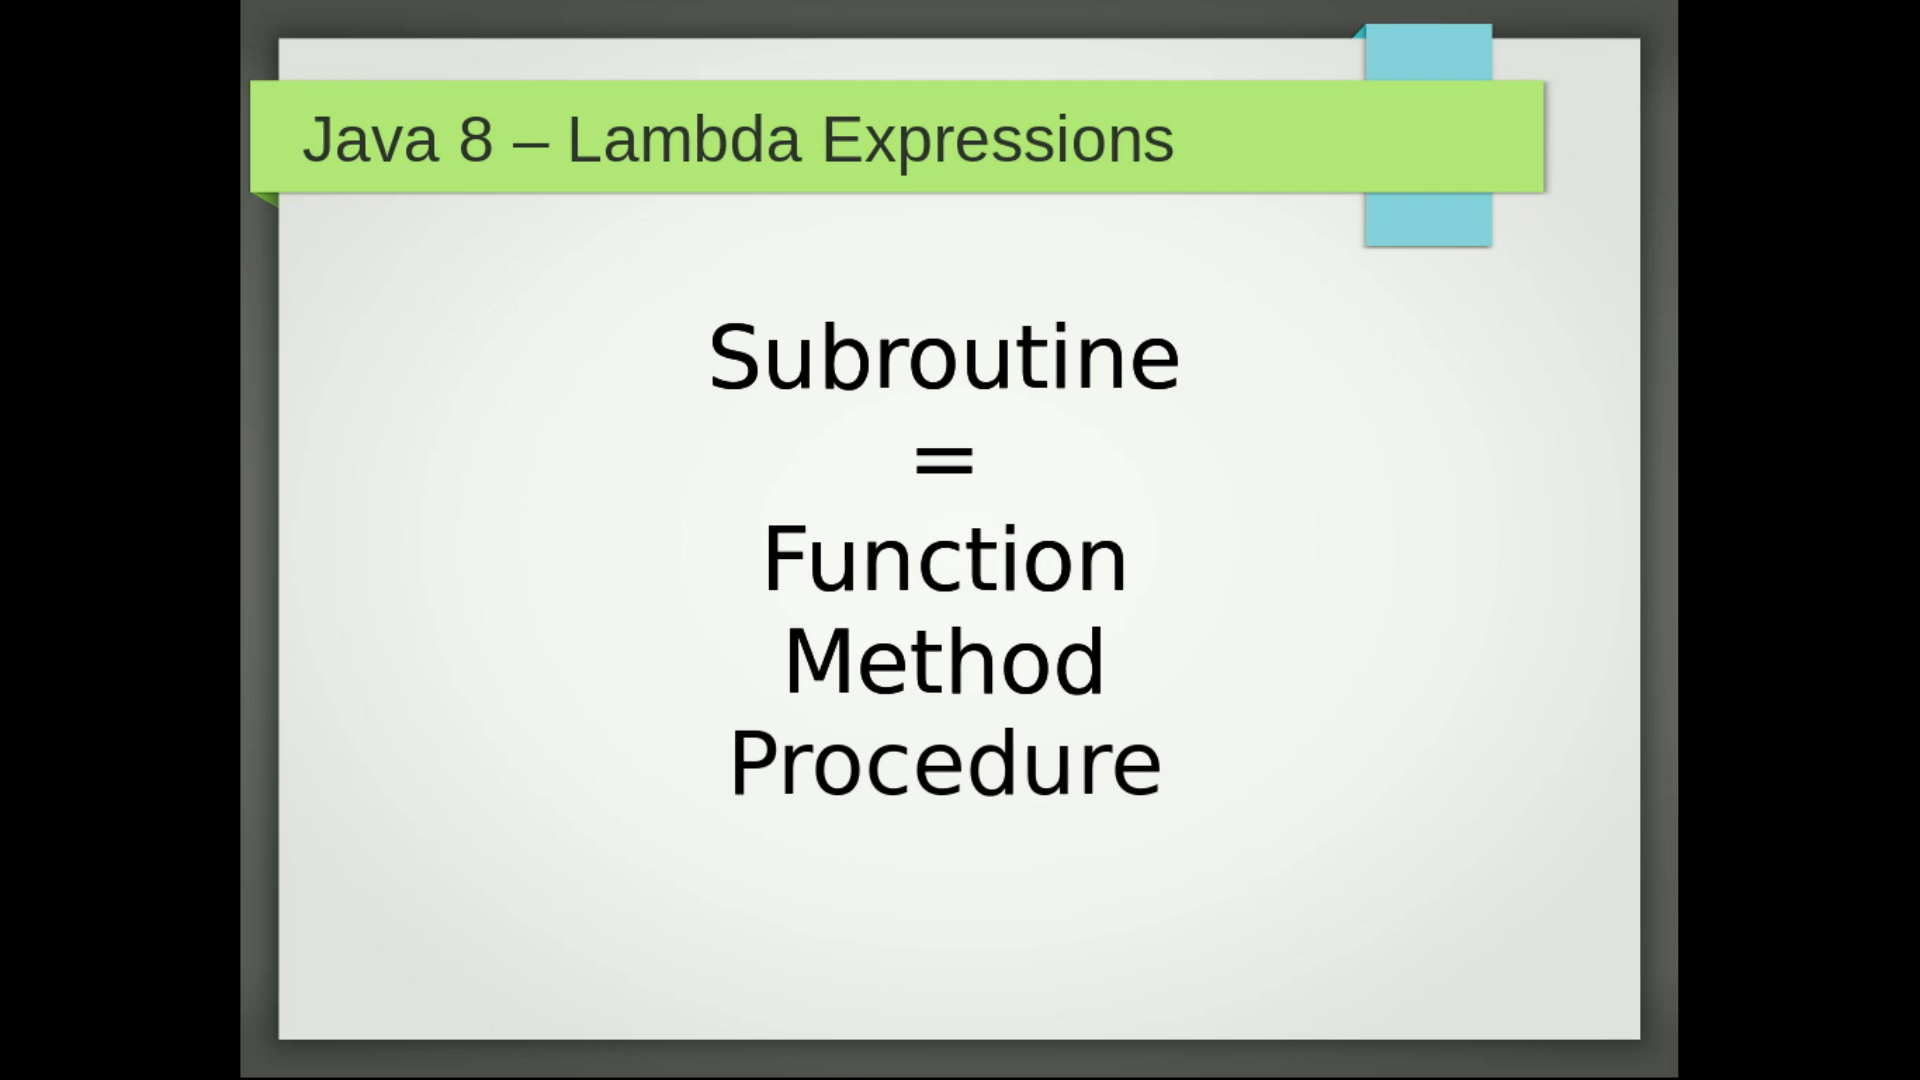 Java 8 – Lambda Expressions
Subroutine
=
Function
Method
Procedure